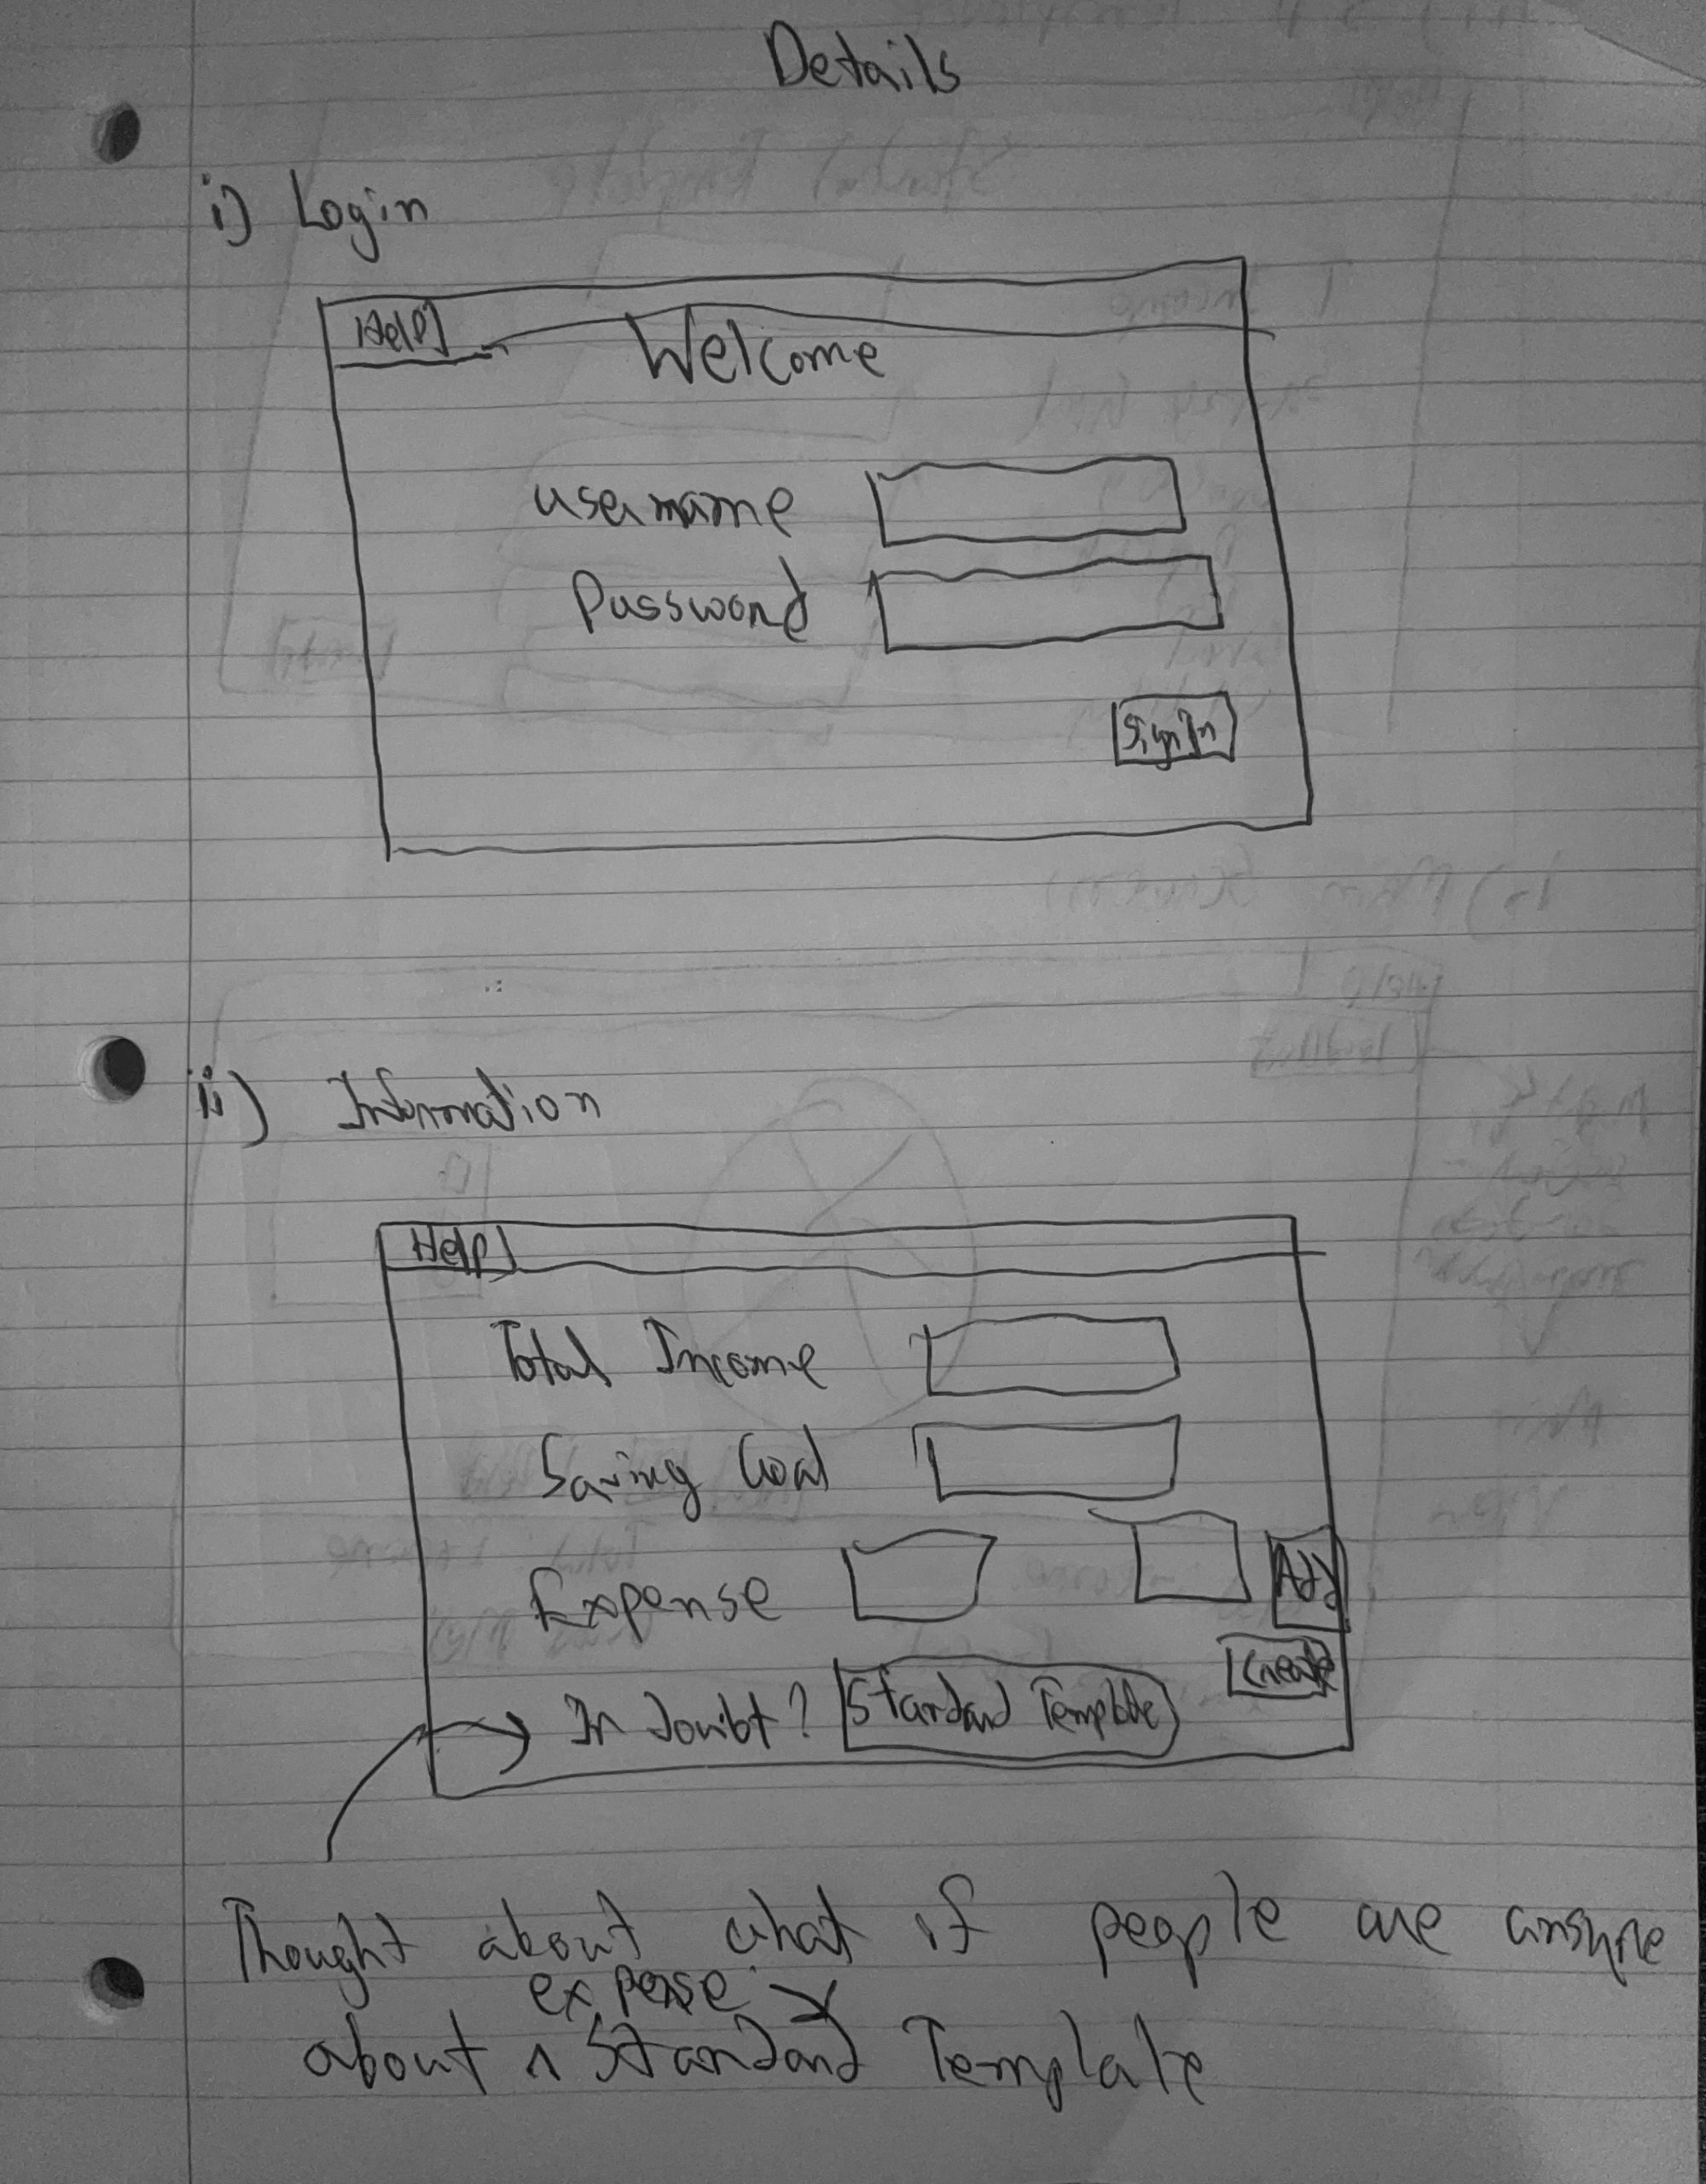 Details
i) Login
Help
Welcome
username
Password
Sign In
ii) Information
Help
Total Income
Saving Goal
Expense
Add
Create
In doubt? Standard Template
Thought about what if people are unsure
expense →
about ^ Standard Template